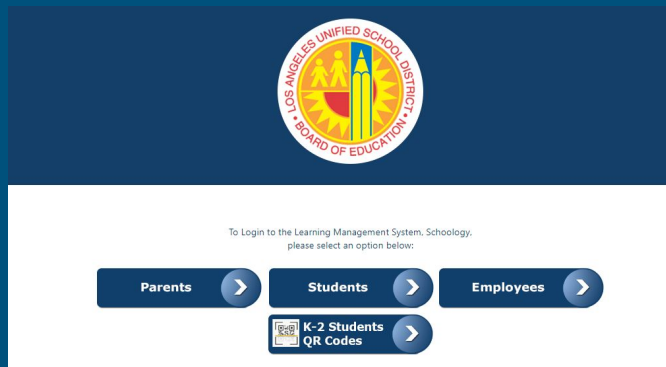 LOS ANGELES UNIFIED SCHOOL DISTRICT
BOARD OF EDUCATION
To Login to the Learning Management System, Schoology,
please select an option below:
Parents
Students
Employees
K-2 Students
QR Codes